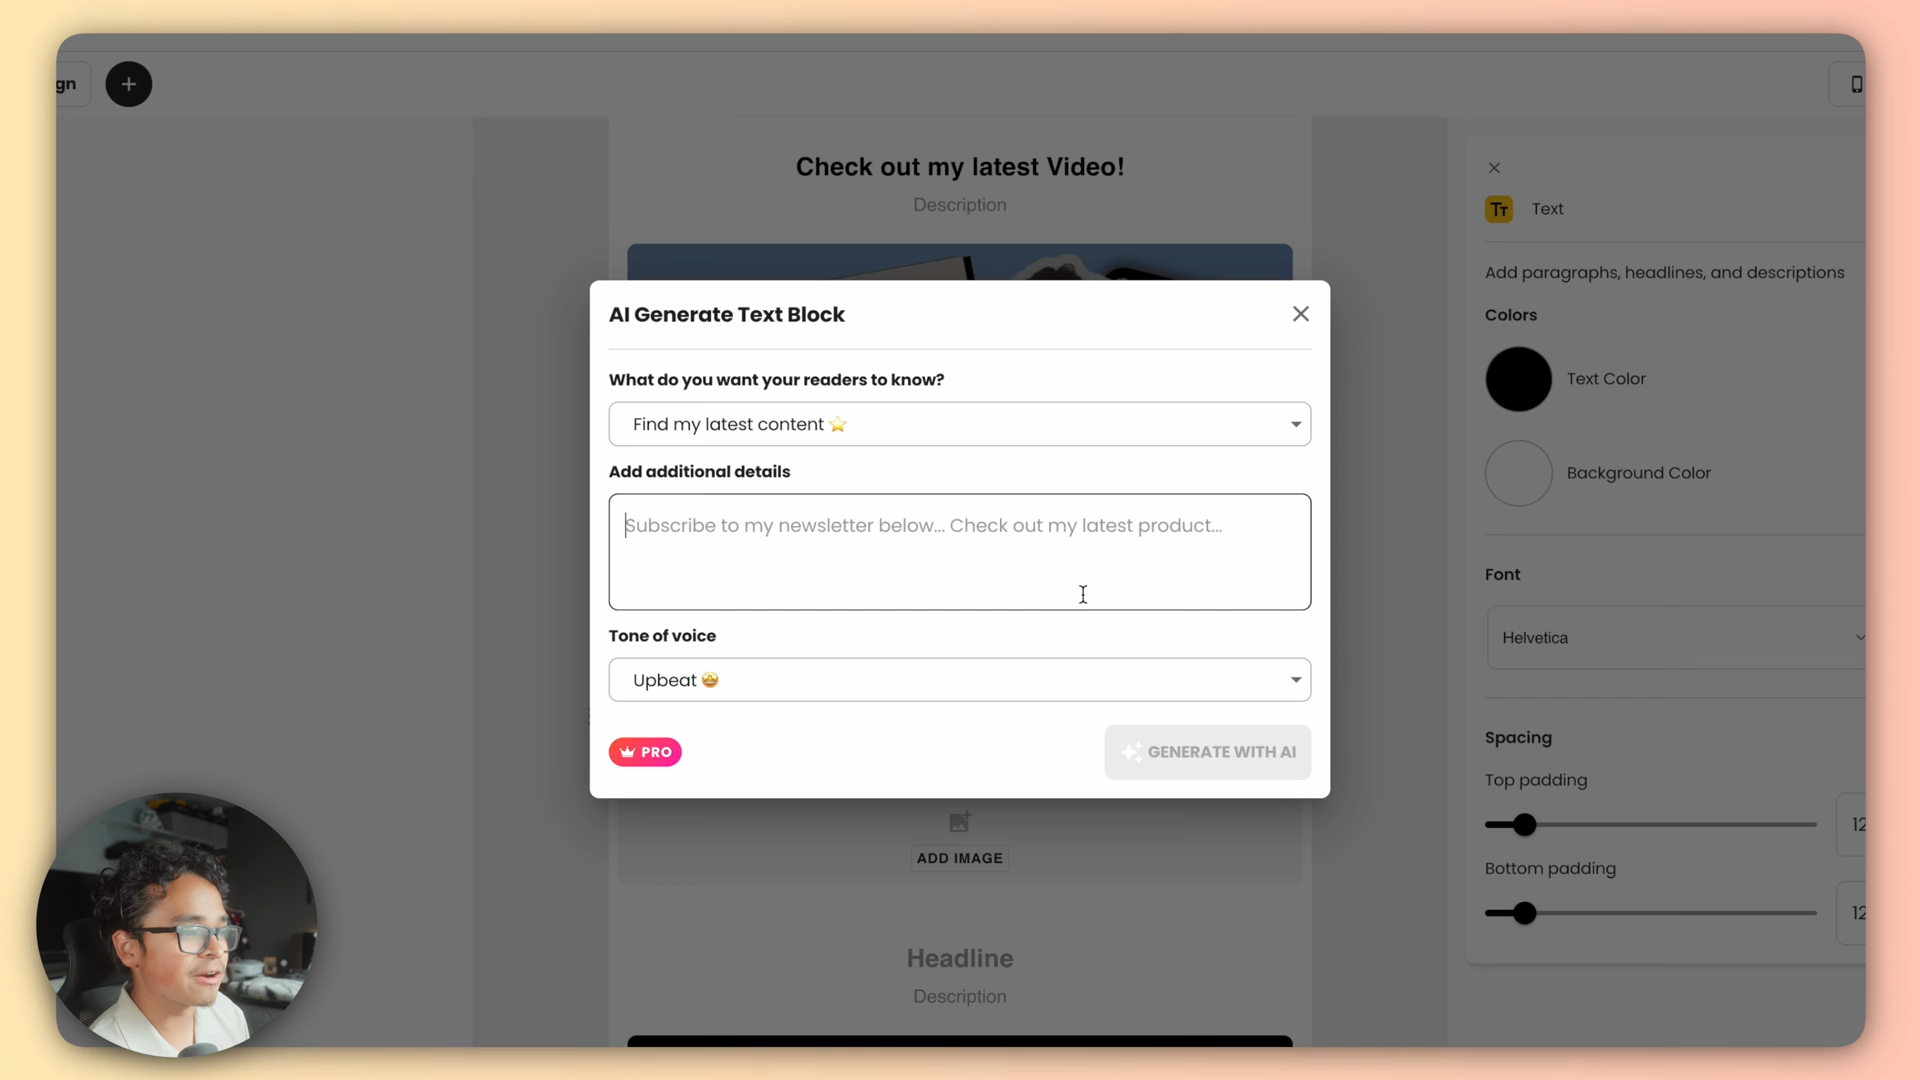 gn
+
Check out my latest Video!
Description
AI Generate Text Block
What do you want your readers to know?
Find my latest content ⭐
Add additional details
Subscribe to my newsletter below... Check out my latest product...
Tone of voice
Upbeat 🤩
PRO
GENERATE WITH AI
ADD IMAGE
Headline
Description
TT Text
Add paragraphs, headlines, and descriptions
Colors
Text Color
Background Color
Font
Helvetica
Spacing
Top padding
12
Bottom padding
12